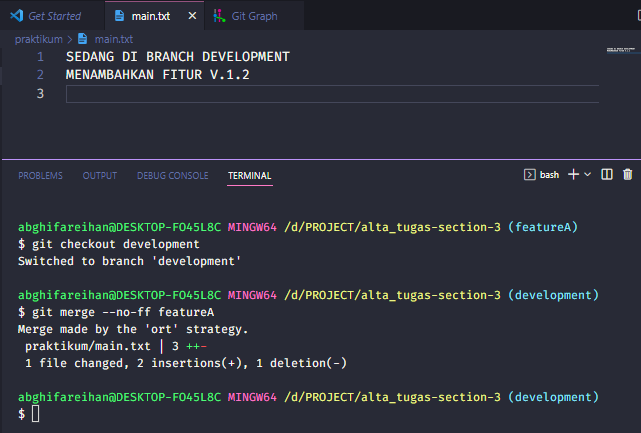 Get Started main.txt Git Graph
praktikum > main.txt
1 SEDANG DI BRANCH DEVELOPMENT
2 MENAMBAHKAN FITUR V.1.2
3
PROBLEMS OUTPUT DEBUG CONSOLE TERMINAL bash
abghifareihan@DESKTOP-FO45L8C MINGW64 /d/PROJECT/alta_tugas-section-3 (featureA)
$ git checkout development
Switched to branch 'development'
abghifareihan@DESKTOP-FO45L8C MINGW64 /d/PROJECT/alta_tugas-section-3 (development)
$ git merge --no-ff featureA
Merge made by the 'ort' strategy.
praktikum/main.txt | 3 ++-
1 file changed, 2 insertions(+), 1 deletion(-)
abghifareihan@DESKTOP-FO45L8C MINGW64 /d/PROJECT/alta_tugas-section-3 (development)
$